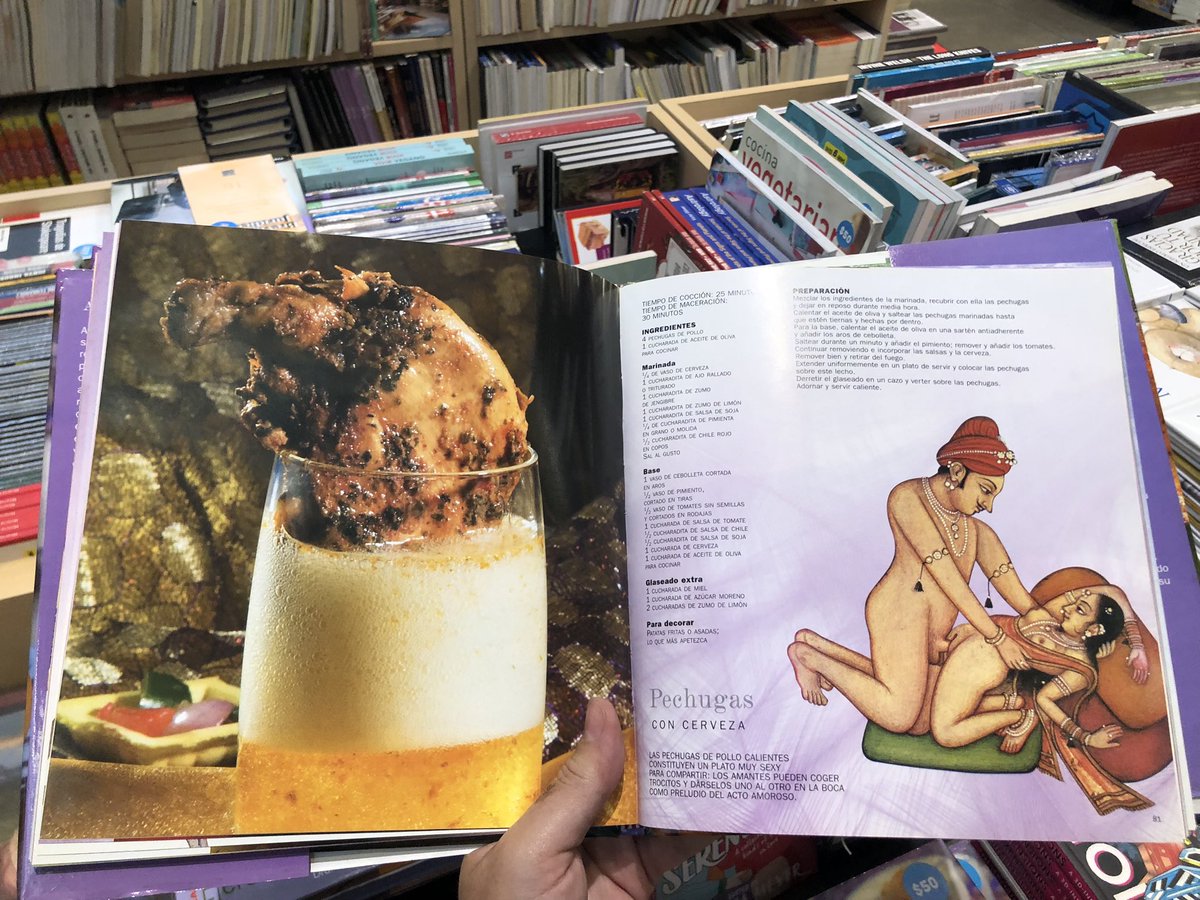 cocina
vegetariana
$50
TIEMPO DE COCCIÓN: 25 MINUTOS
TIEMPO DE MACERACIÓN:
30 MINUTOS
INGREDIENTES
4 PECHUGAS DE POLLO
1 CUCHARADA DE ACEITE DE OLIVA
PARA COCINAR
Marinada
¼ DE VASO DE CERVEZA
1 CUCHARADITA DE AJO RALLADO
O TRITURADO
1 CUCHARADITA DE ZUMO
DE JENGIBRE
1 CUCHARADITA DE ZUMO DE LIMÓN
1 CUCHARADITA DE SALSA DE SOJA
¼ DE CUCHARADITA DE PIMIENTA
EN GRANO O MOLIDA
½ CUCHARADITA DE CHILE ROJO
EN COPOS
SAL AL GUSTO
Base
1 VASO DE CEBOLLETA CORTADA
EN AROS
½ VASO DE PIMIENTO,
CORTADO EN TIRAS
½ VASO DE TOMATES SIN SEMILLAS
Y CORTADOS EN RODAJAS
1 CUCHARADA DE SALSA DE TOMATE
½ CUCHARADITA DE SALSA DE CHILE
½ CUCHARADITA DE SALSA DE SOJA
1 CUCHARADA DE CERVEZA
1 CUCHARADA DE ACEITE DE OLIVA
PARA COCINAR
Glaseado extra
1 CUCHARADA DE MIEL
1 CUCHARADA DE AZÚCAR MORENO
2 CUCHARADAS DE ZUMO DE LIMÓN
Para decorar
PATATAS FRITAS O ASADAS;
LO QUE MÁS APETEZCA
PREPARACIÓN
Mezclar los ingredientes de la marinada, recubrir con ella las pechugas
y dejar en reposo durante media hora.
Calentar el aceite de oliva y saltear las pechugas marinadas hasta
que estén tiernas y hechas por dentro.
Para la base, calentar el aceite de oliva en una sartén antiadherente
y añadir los aros de cebolleta.
Saltear durante un minuto y añadir el pimiento; remover y añadir los tomates.
Continuar removiendo e incorporar las salsas y la cerveza.
Remover bien y retirar del fuego.
Extender uniformemente en un plato de servir y colocar las pechugas
sobre este lecho.
Derretir el glaseado en un cazo y verter sobre las pechugas.
Adornar y servir caliente.
Pechugas
CON CERVEZA
LAS PECHUGAS DE POLLO CALIENTES
CONSTITUYEN UN PLATO MUY SEXY
PARA COMPARTIR: LOS AMANTES PUEDEN COGER
TROCITOS Y DÁRSELOS UNO AL OTRO EN LA BOCA
COMO PRELUDIO DEL ACTO AMOROSO.
81
$50